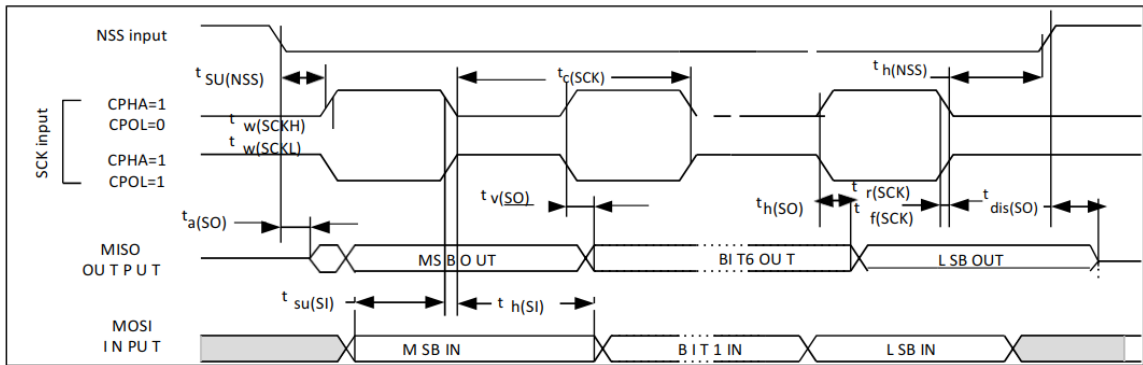 NSS input
t SU(NSS)
t c(SCK)
t h(NSS)
SCK input
CPHA=1
CPOL=0
t w(SCKH)
t w(SCKL)
CPHA=1
CPOL=1
t a(SO)
t v(SO)
t h(SO)
t r(SCK)
t f(SCK)
t dis(SO)
MISO
OUTPUT
MSB OUT
BIT6 OUT
LSB OUT
t su(SI)
t h(SI)
MOSI
INPUT
MSB IN
BIT 1 IN
LSB IN